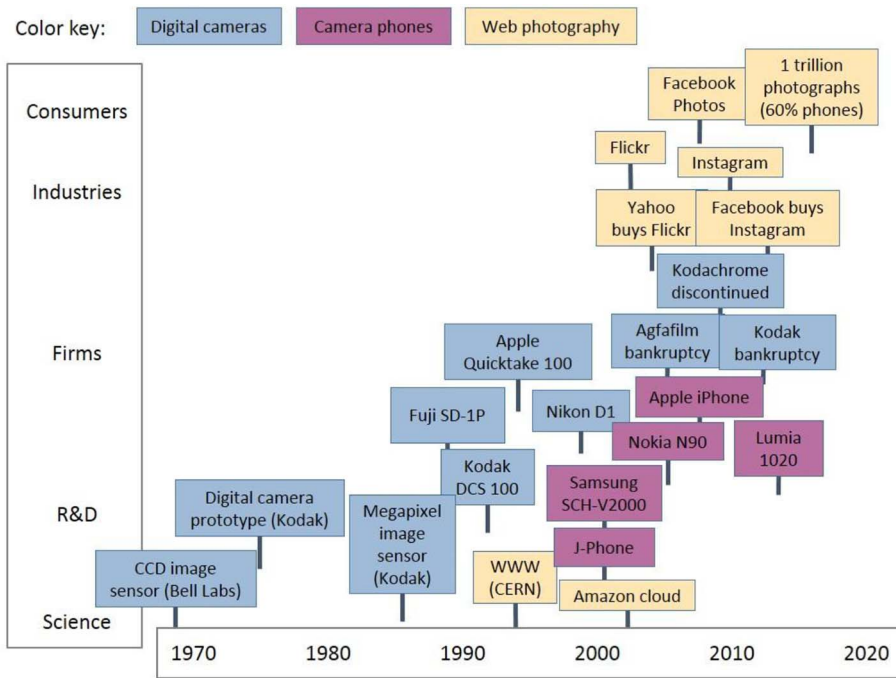 Color key:
Digital cameras
Camera phones
Web photography
Consumers
Industries
Firms
R&D
Science
1 trillion
photographs
(60% phones)
Facebook
Photos
Flickr
Instagram
Yahoo
buys Flickr
Facebook buys
Instagram
Kodachrome
discontinued
Agfafilm
bankruptcy
Kodak
bankruptcy
Apple
Quicktake 100
Apple iPhone
Fuji SD-1P
Nikon D1
Nokia N90
Lumia
1020
Kodak
DCS 100
Samsung
SCH-V2000
Digital camera
prototype (Kodak)
Megapixel
image
sensor
(Kodak)
J-Phone
CCD image
sensor (Bell Labs)
WWW
(CERN)
Amazon cloud
1970
1980
1990
2000
2010
2020